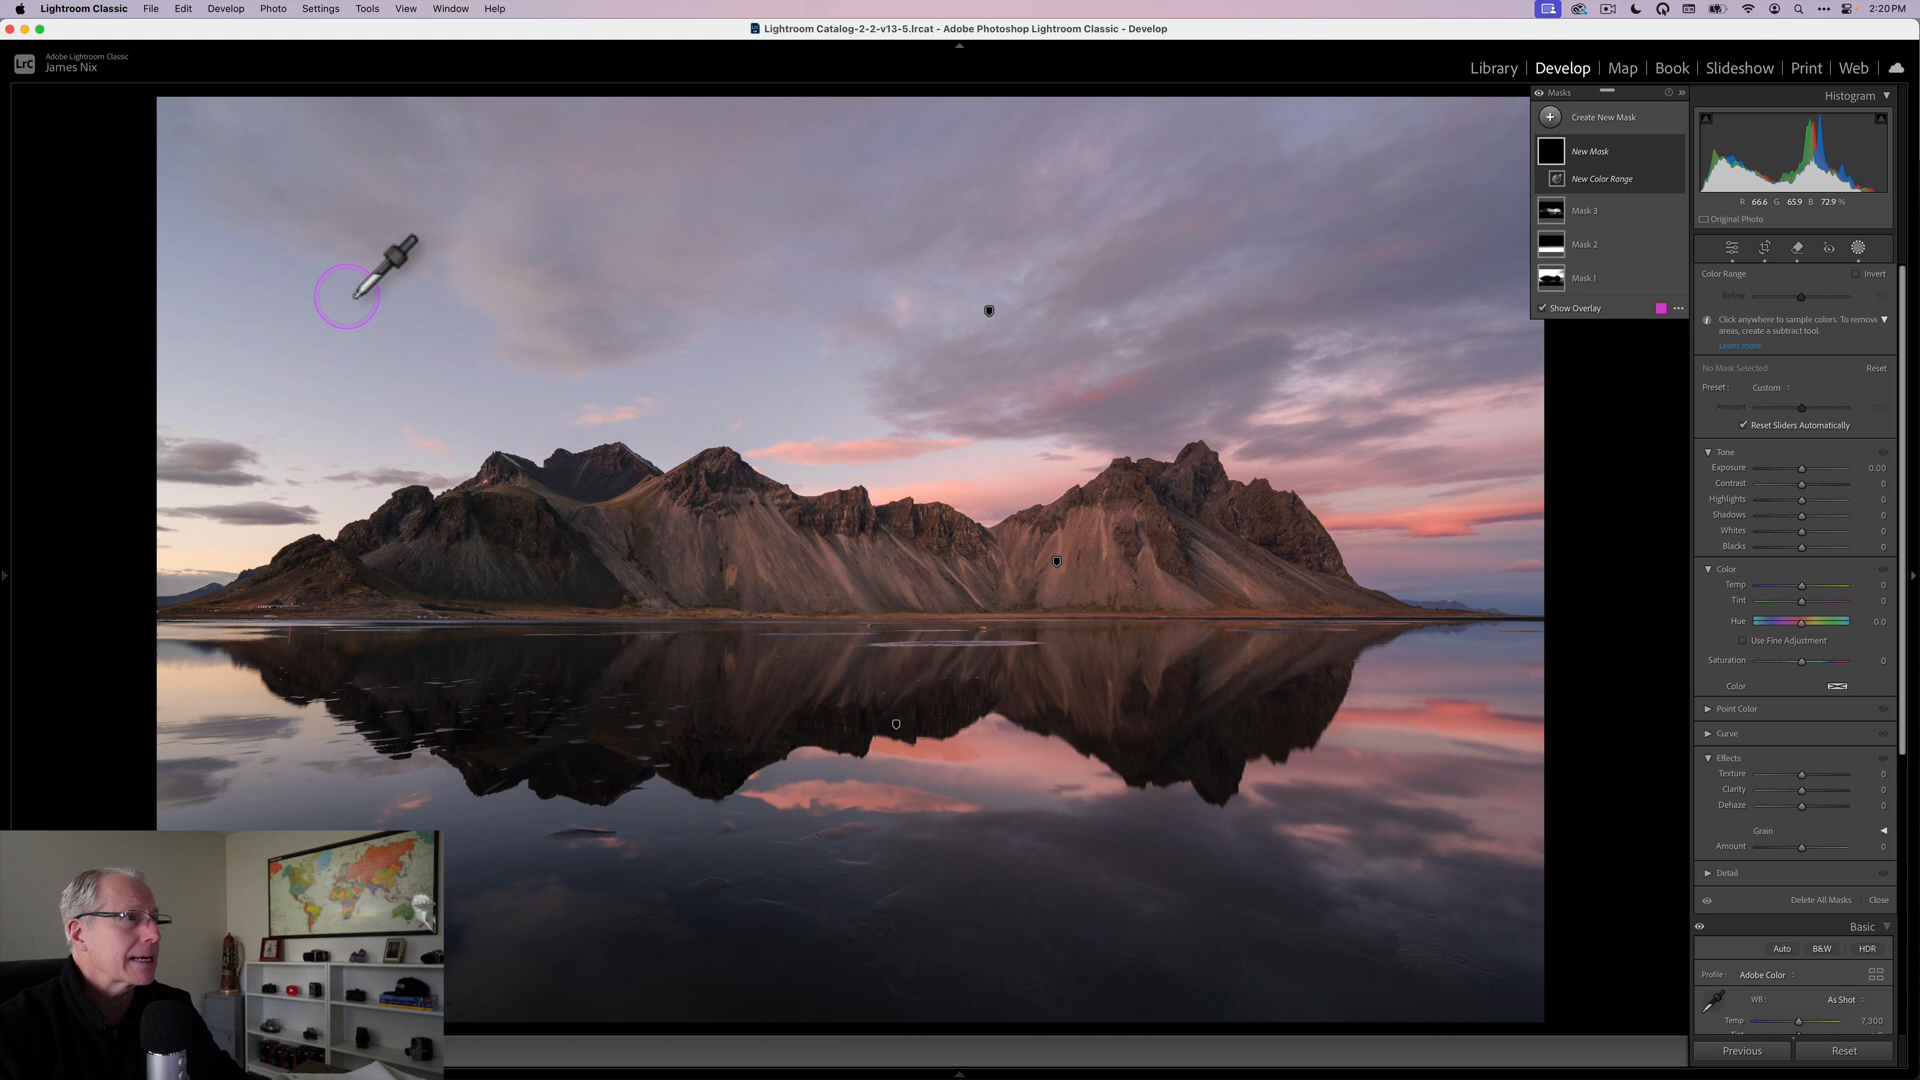 Lightroom Classic File Edit Develop Photo Settings Tools View Window Help
2:20 PM
Lightroom Catalog-2-2-v13-5.lrcat - Adobe Photoshop Lightroom Classic - Develop
LrC
Adobe Lightroom Classic
James Nix
Library | Develop | Map | Book | Slideshow | Print | Web
Masks
Create New Mask
New Mask
New Color Range
Mask 3
Mask 2
Mask 1
Show Overlay
Histogram
R 66.6 G 65.9 B 72.9 %
Original Photo
Color Range Invert
Refine
Click anywhere to sample colors. To remove
areas, create a subtract tool.
Learn more
No Mask Selected Reset
Preset : Custom
Amount
Reset Sliders Automatically
Tone
Exposure 0.00
Contrast 0
Highlights 0
Shadows 0
Whites 0
Blacks 0
Color
Temp 0
Tint 0
Hue 0.0
Use Fine Adjustment
Saturation 0
Color
Point Color
Curve
Effects
Texture 0
Clarity 0
Dehaze 0
Grain
Amount 0
Detail
Delete All Masks Close
Basic
Auto B&W HDR
Profile : Adobe Color
WB : As Shot
Temp 7,300
Previous Reset